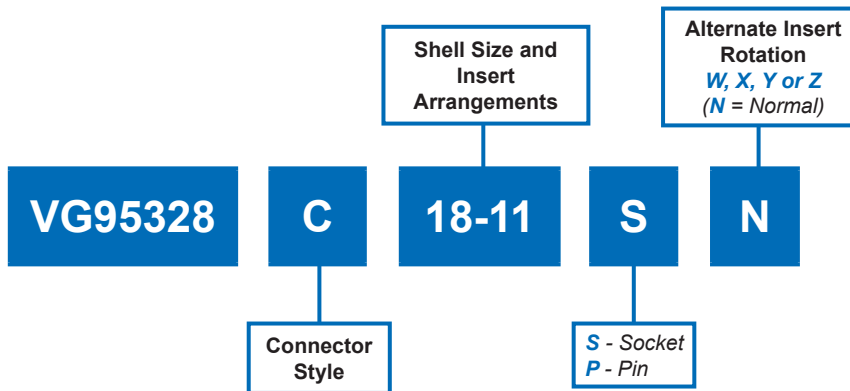 Shell Size and
Insert
Arrangements
Alternate Insert
Rotation
W, X, Y or Z
(N = Normal)
VG95328 C 18-11 S N
Connector
Style
S - Socket
P - Pin